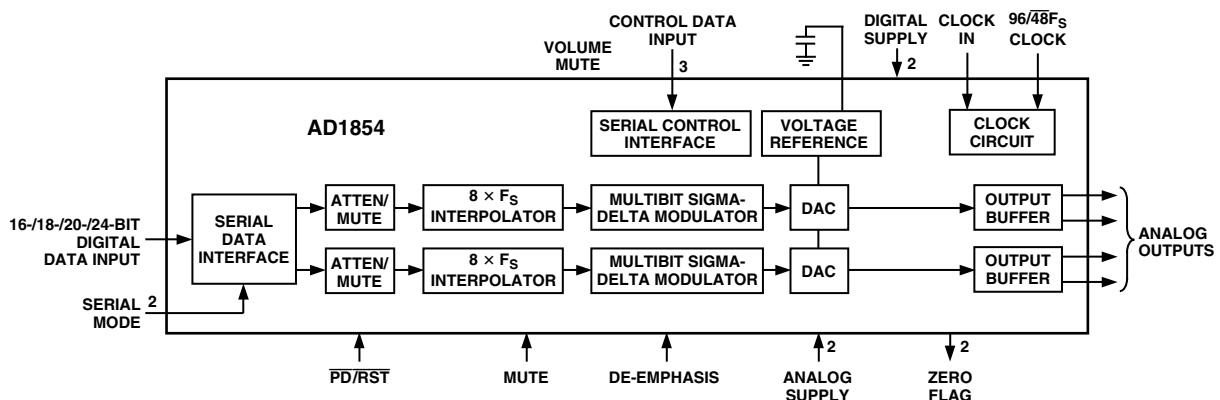 CONTROL DATA
INPUT
VOLUME
MUTE
3
DIGITAL
SUPPLY
2
CLOCK
IN
96/48FS
CLOCK
AD1854
SERIAL CONTROL
INTERFACE
VOLTAGE
REFERENCE
CLOCK
CIRCUIT
16-/18-/20-/24-BIT
DIGITAL
DATA INPUT
SERIAL
DATA
INTERFACE
ATTEN/
MUTE
8 × FS
INTERPOLATOR
MULTIBIT SIGMA-
DELTA MODULATOR
DAC
OUTPUT
BUFFER
ATTEN/
MUTE
8 × FS
INTERPOLATOR
MULTIBIT SIGMA-
DELTA MODULATOR
DAC
OUTPUT
BUFFER
ANALOG
OUTPUTS
2
SERIAL
MODE
PD/RST
MUTE
DE-EMPHASIS
2
ANALOG
SUPPLY
2
ZERO
FLAG